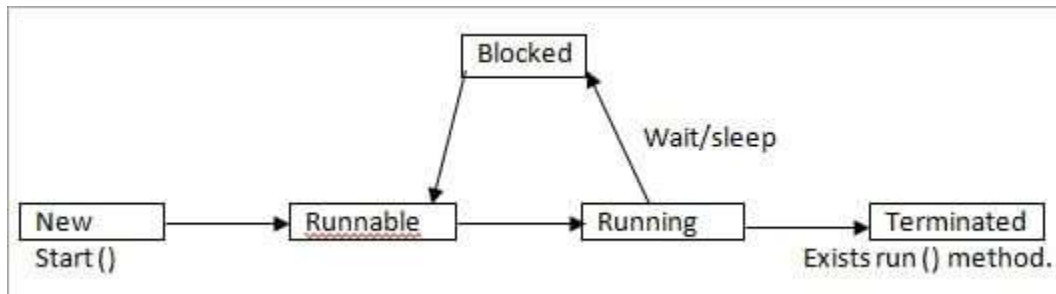 Blocked
Wait/sleep
New
Runnable
Running
Terminated
Start ()
Exists run () method.